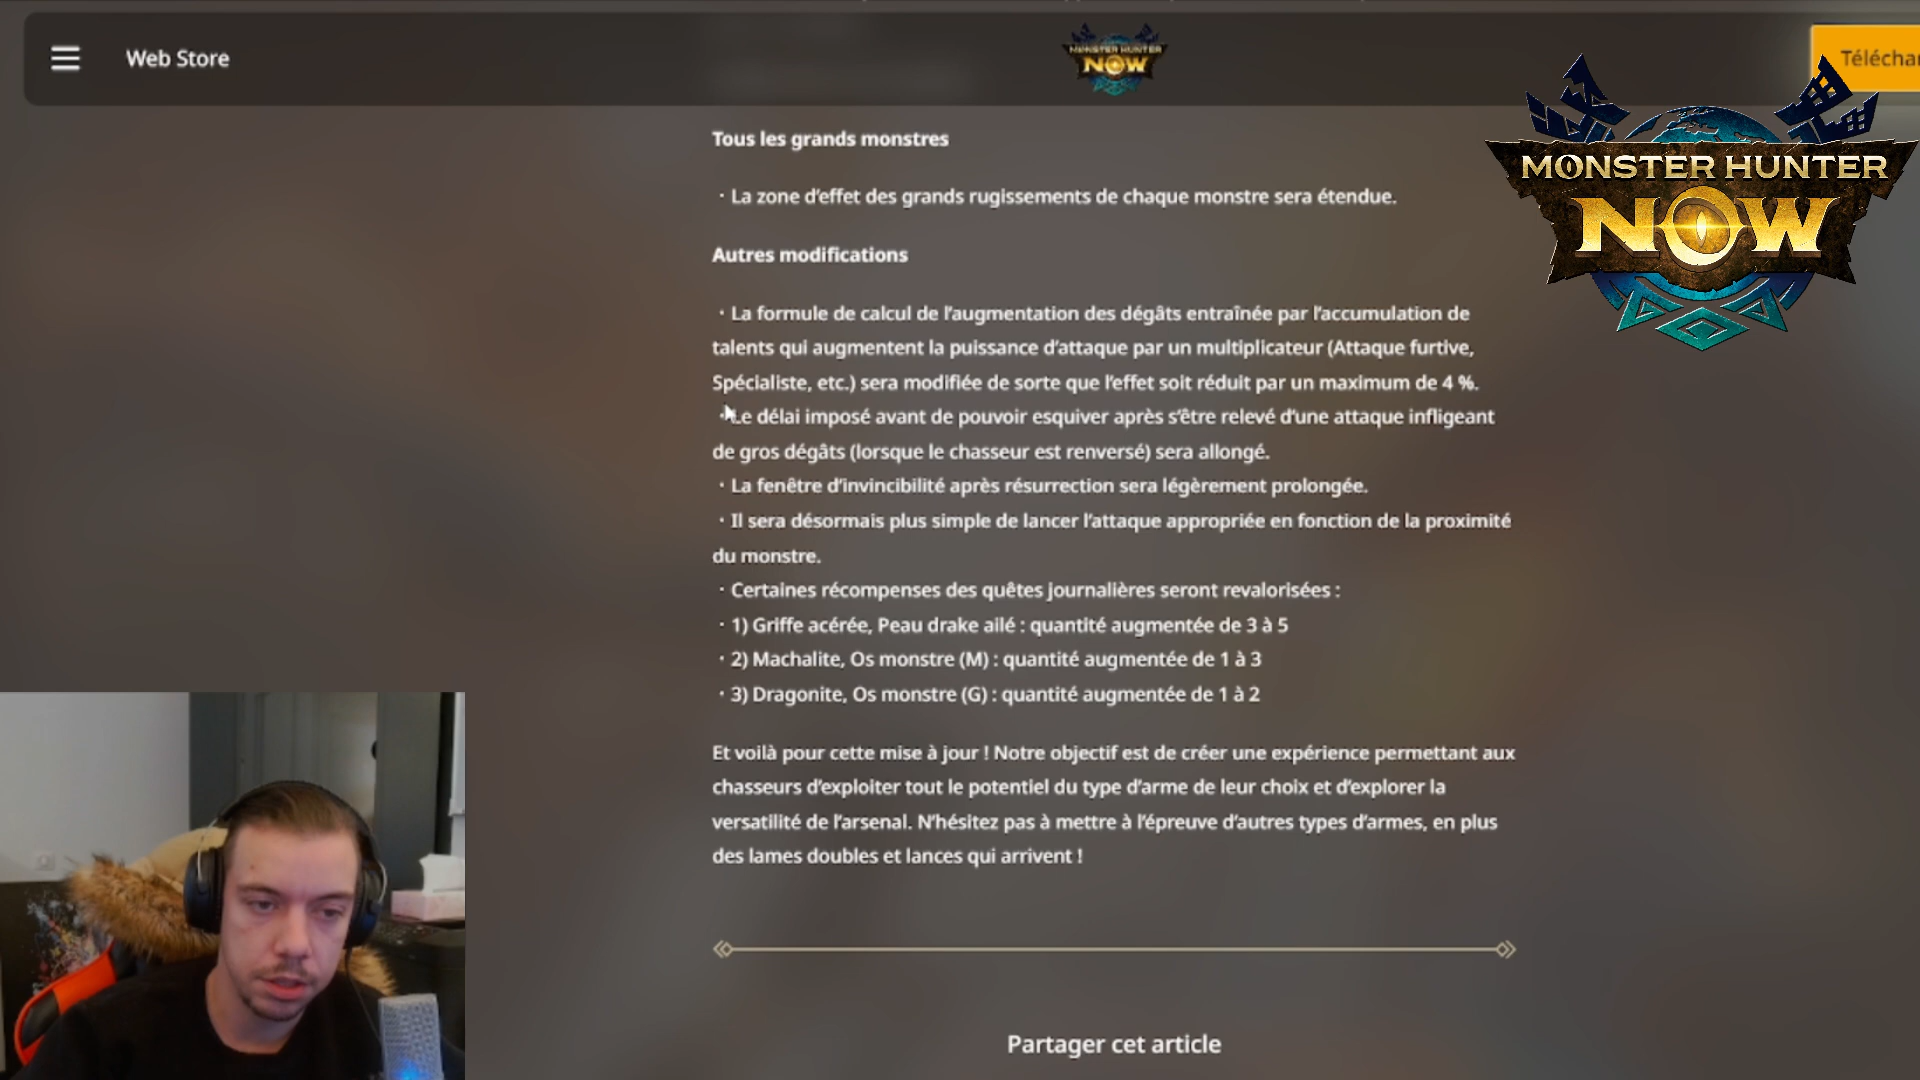 Web Store
MONSTER HUNTER
NOW
Téléchar
MONSTER HUNTER
NOW
Tous les grands monstres
· La zone d’effet des grands rugissements de chaque monstre sera étendue.
Autres modifications
· La formule de calcul de l’augmentation des dégâts entraînée par l’accumulation de
talents qui augmentent la puissance d’attaque par un multiplicateur (Attaque furtive,
Spécialiste, etc.) sera modifiée de sorte que l’effet soit réduit par un maximum de 4 %.
· Le délai imposé avant de pouvoir esquiver après s’être relevé d’une attaque infligeant
de gros dégâts (lorsque le chasseur est renversé) sera allongé.
· La fenêtre d’invincibilité après résurrection sera légèrement prolongée.
· Il sera désormais plus simple de lancer l’attaque appropriée en fonction de la proximité
du monstre.
· Certaines récompenses des quêtes journalières seront revalorisées :
· 1) Griffe acérée, Peau drake ailé : quantité augmentée de 3 à 5
· 2) Machalite, Os monstre (M) : quantité augmentée de 1 à 3
· 3) Dragonite, Os monstre (G) : quantité augmentée de 1 à 2
Et voilà pour cette mise à jour ! Notre objectif est de créer une expérience permettant aux
chasseurs d’exploiter tout le potentiel du type d’arme de leur choix et d’explorer la
versatilité de l’arsenal. N’hésitez pas à mettre à l’épreuve d’autres types d’armes, en plus
des lames doubles et lances qui arrivent !
Partager cet article